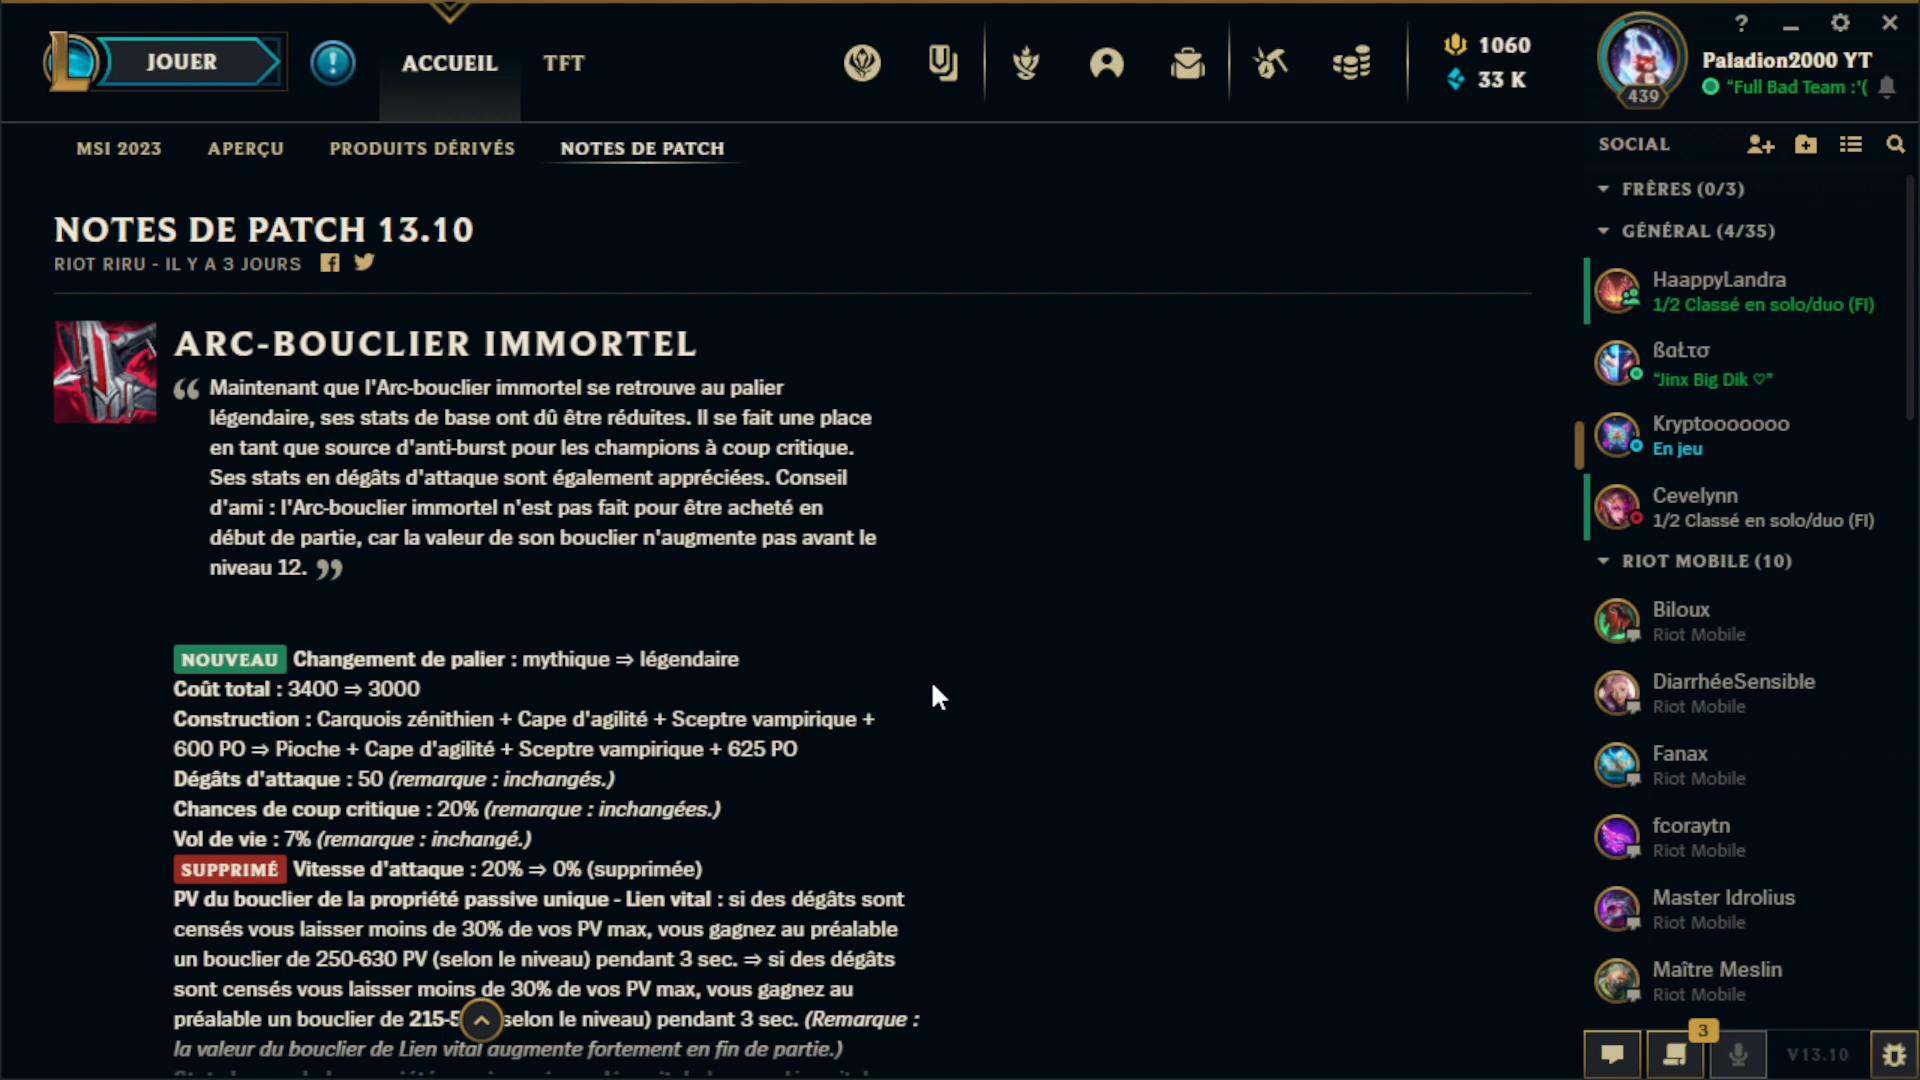 JOUER
ACCUEIL
TFT
1060
33 K
439
Paladion2000 YT
"Full Bad Team :'(
MSI 2023
APERÇU
PRODUITS DÉRIVÉS
NOTES DE PATCH
NOTES DE PATCH 13.10
RIOT RIRU - IL Y A 3 JOURS
ARC-BOUCLIER IMMORTEL
“ Maintenant que l'Arc-bouclier immortel se retrouve au palier
légendaire, ses stats de base ont dû être réduites. Il se fait une place
en tant que source d'anti-burst pour les champions à coup critique.
Ses stats en dégâts d'attaque sont également appréciées. Conseil
d'ami : l'Arc-bouclier immortel n'est pas fait pour être acheté en
début de partie, car la valeur de son bouclier n'augmente pas avant le
niveau 12. ”
NOUVEAU Changement de palier : mythique ⇒ légendaire
Coût total : 3400 ⇒ 3000
Construction : Carquois zénithien + Cape d'agilité + Sceptre vampirique +
600 PO ⇒ Pioche + Cape d'agilité + Sceptre vampirique + 625 PO
Dégâts d'attaque : 50 (remarque : inchangés.)
Chances de coup critique : 20% (remarque : inchangées.)
Vol de vie : 7% (remarque : inchangé.)
SUPPRIMÉ Vitesse d'attaque : 20% ⇒ 0% (supprimée)
PV du bouclier de la propriété passive unique - Lien vital : si des dégâts sont
censés vous laisser moins de 30% de vos PV max, vous gagnez au préalable
un bouclier de 250-630 PV (selon le niveau) pendant 3 sec. ⇒ si des dégâts
sont censés vous laisser moins de 30% de vos PV max, vous gagnez au
préalable un bouclier de 215-5 selon le niveau) pendant 3 sec. (Remarque :
la valeur du bouclier de Lien vital augmente fortement en fin de partie.)
SOCIAL
FRÈRES (0/3)
GÉNÉRAL (4/35)
HaappyLandra
1/2 Classé en solo/duo (Fl)
ßaŁτσ
"Jinx Big Dik ♡"
Kryptooooooo
En jeu
Cevelynn
1/2 Classé en solo/duo (Fl)
RIOT MOBILE (10)
Biloux
Riot Mobile
DiarrhéeSensible
Riot Mobile
Fanax
Riot Mobile
fcoraytn
Riot Mobile
Master Idrolius
Riot Mobile
Maître Meslin
Riot Mobile
3
V13.10